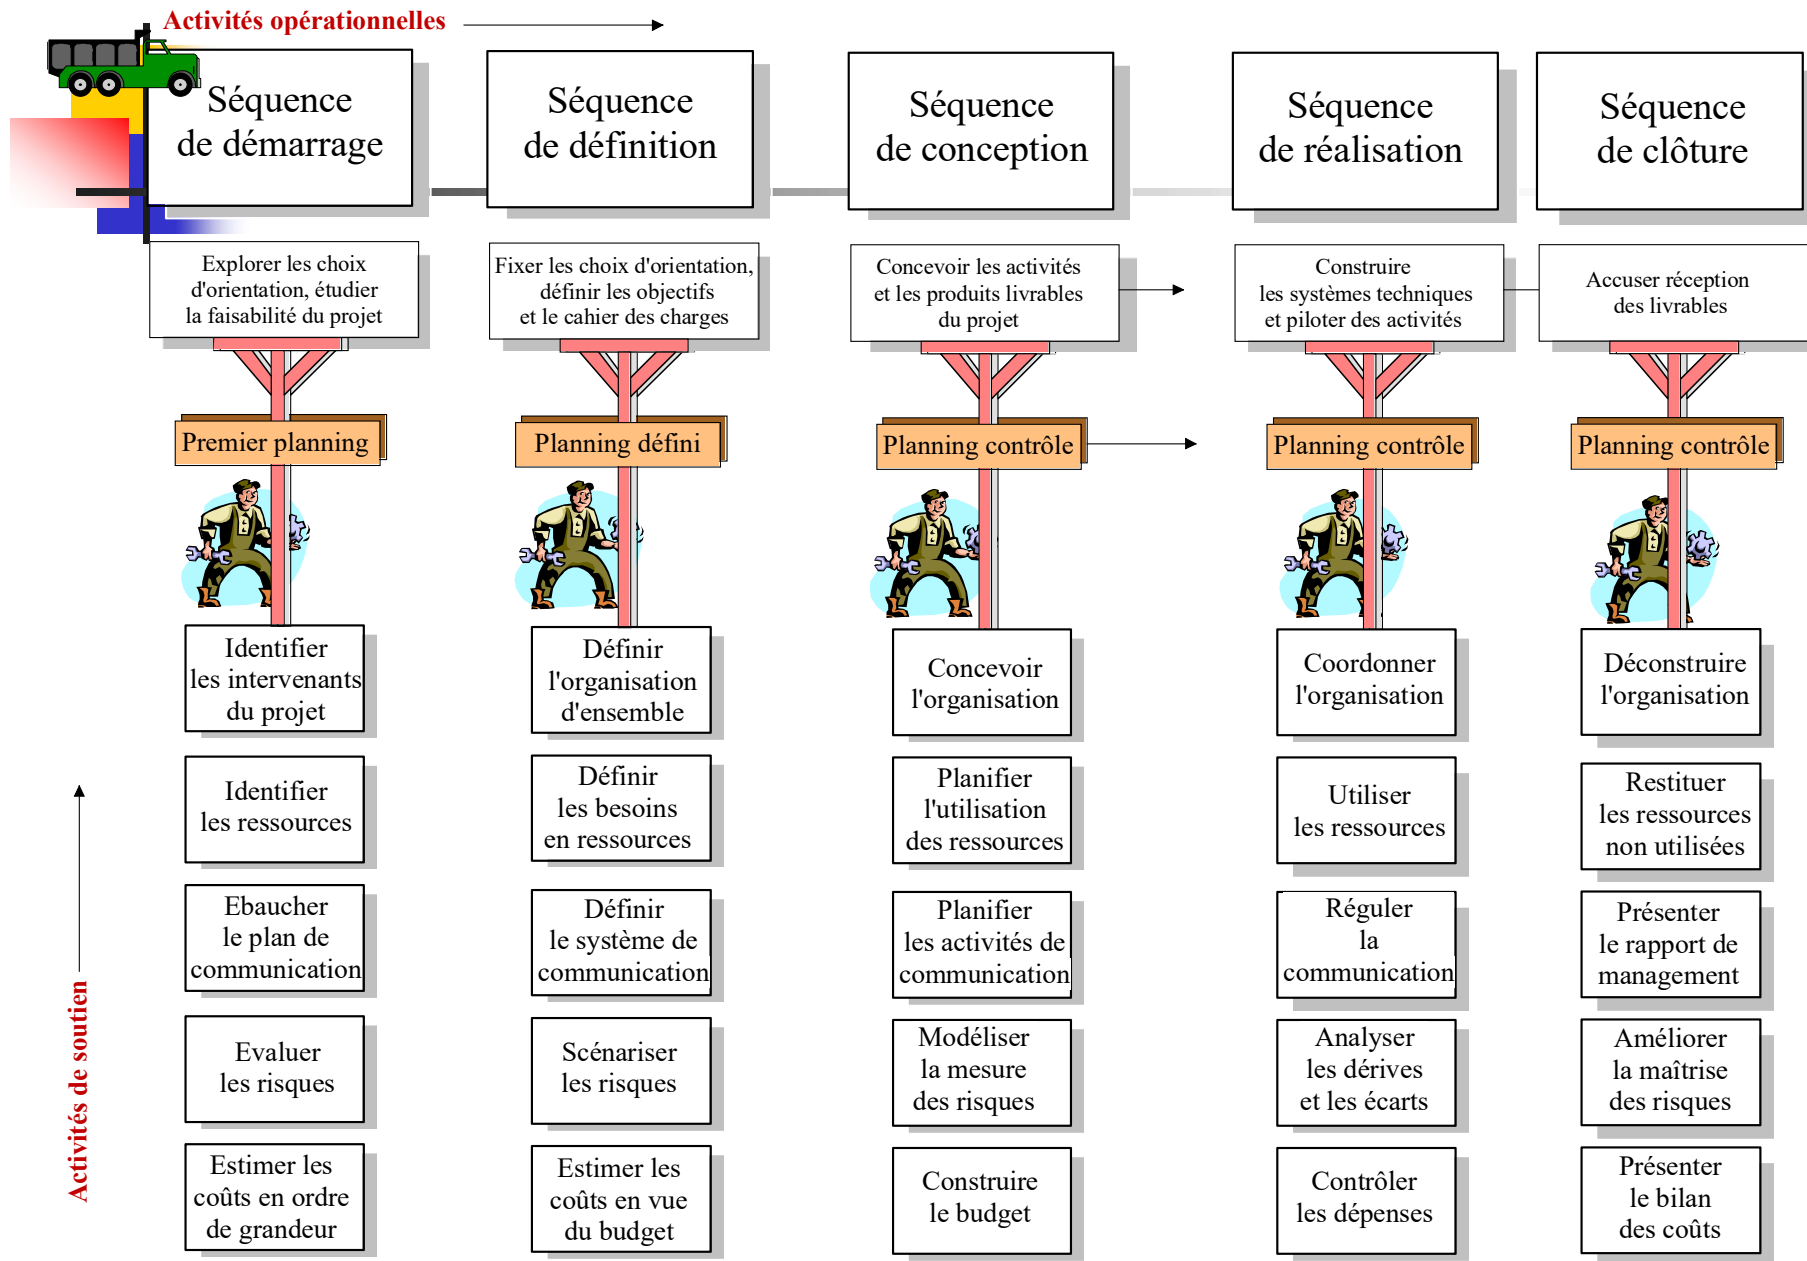 Activités opérationnelles
Séquence
de démarrage
Séquence
de définition
Séquence
de conception
Séquence
de réalisation
Séquence
de clôture
Explorer les choix
d'orientation, étudier
la faisabilité du projet
Fixer les choix d'orientation,
définir les objectifs
et le cahier des charges
Concevoir les activités
et les produits livrables
du projet
Construire
les systèmes techniques
et piloter des activités
Accuser réception
des livrables
Premier planning
Planning défini
Planning contrôle
Planning contrôle
Planning contrôle
Identifier
les intervenants
du projet
Définir
l'organisation
d'ensemble
Concevoir
l'organisation
Coordonner
l'organisation
Déconstruire
l'organisation
Identifier
les ressources
Définir
les besoins
en ressources
Planifier
l'utilisation
des ressources
Utiliser
les ressources
Restituer
les ressources
non utilisées
Ebaucher
le plan de
communication
Définir
le système de
communication
Planifier
les activités de
communication
Réguler
la
communication
Présenter
le rapport de
management
Evaluer
les risques
Scénariser
les risques
Modéliser
la mesure
des risques
Analyser
les dérives
et les écarts
Améliorer
la maîtrise
des risques
Estimer les
coûts en ordre
de grandeur
Estimer les
coûts en vue
du budget
Construire
le budget
Contrôler
les dépenses
Présenter
le bilan
des coûts
Activités de soutien